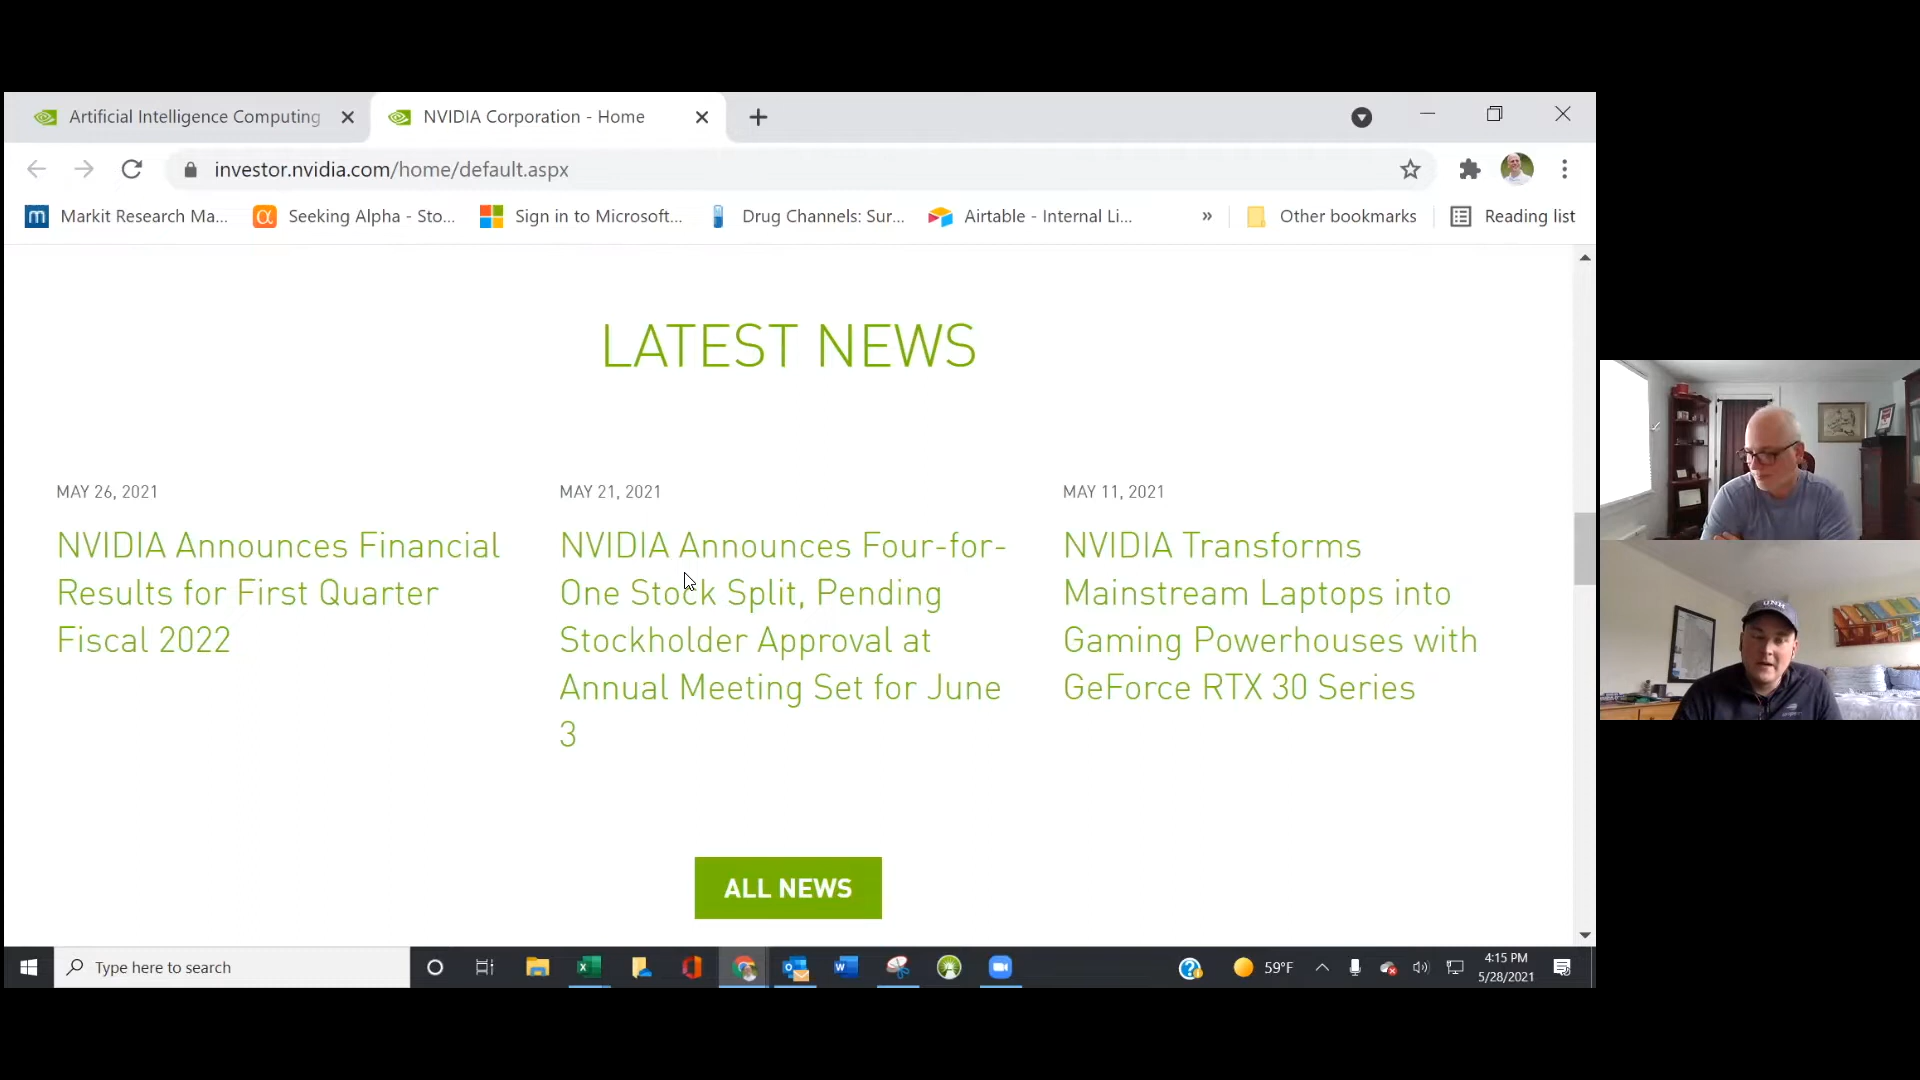 Artificial Intelligence Computing
NVIDIA Corporation - Home
investor.nvidia.com/home/default.aspx
m
Markit Research Ma...
α
Seeking Alpha - Sto...
Sign in to Microsoft...
Drug Channels: Sur...
Airtable - Internal Li...
»
Other bookmarks
Reading list
LATEST NEWS
MAY 26, 2021
NVIDIA Announces Financial
Results for First Quarter
Fiscal 2022
MAY 21, 2021
NVIDIA Announces Four-for-
One Stock Split, Pending
Stockholder Approval at
Annual Meeting Set for June
3
MAY 11, 2021
NVIDIA Transforms
Mainstream Laptops into
Gaming Powerhouses with
GeForce RTX 30 Series
ALL NEWS
UNH
Type here to search
59°F
4:15 PM
5/28/2021